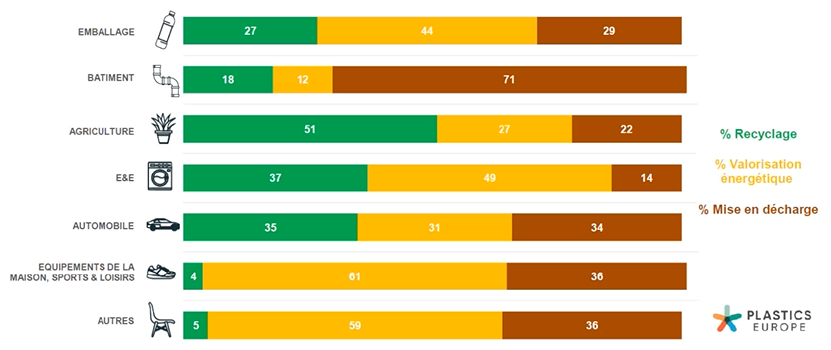 EMBALLAGE 27 44 29
BATIMENT 18 12 71
AGRICULTURE 51 27 22
% Recyclage
E&E 37 49 14
% Valorisation
énergétique
AUTOMOBILE 35 31 34
% Mise en décharge
EQUIPEMENTS DE LA
MAISON, SPORTS & LOISIRS 4 61 36
AUTRES 5 59 36
PLASTICS
EUROPE